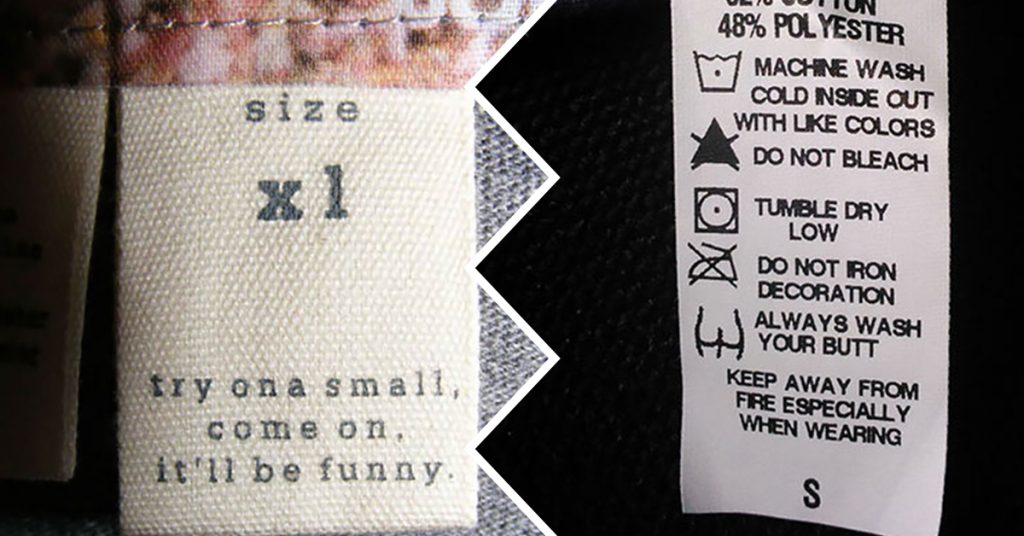 size
xl
try on a small,
come on,
it'll be funny.
COTTON
48% POLYESTER
MACHINE WASH
COLD INSIDE OUT
WITH LIKE COLORS
DO NOT BLEACH
TUMBLE DRY
LOW
DO NOT IRON
DECORATION
ALWAYS WASH
YOUR BUTT
KEEP AWAY FROM
FIRE ESPECIALLY
WHEN WEARING
S